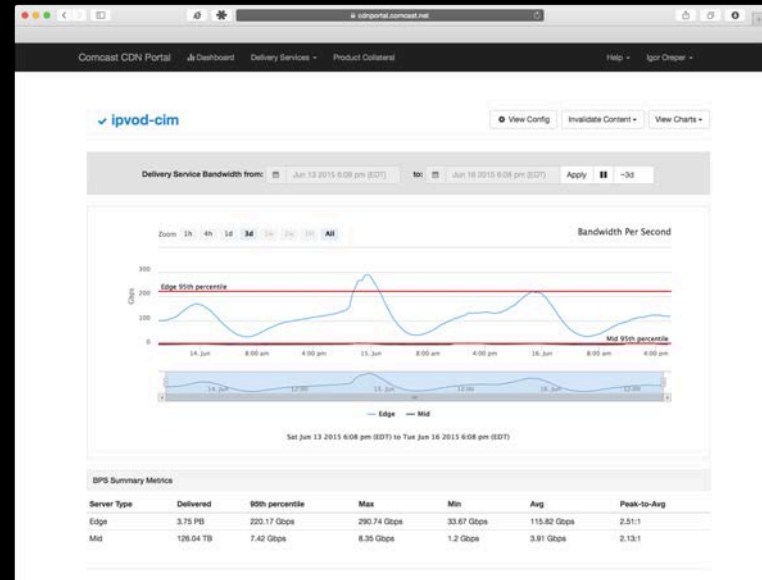 cdnportal.comcast.net
Comcast CDN Portal Dashboard Delivery Services Product Collateral Help Igor Dreper
ipvod-cim View Config Invalidate Content View Charts
Delivery Service Bandwidth from: Jun 13 2015 6:08 pm (EDT) to: Jun 16 2015 6:08 pm (EDT) Apply ~3d
Zoom 1h 4h 1d 3d 1w 2w 1M All Bandwidth Per Second
300
Edge 95th percentile
Gbps 200
100
Mid 95th percentile
0
14. Jun 8:00 am 4:00 pm 15. Jun 8:00 am 4:00 pm 16. Jun 8:00 am 4:00 pm
14. Jun 12:00 15. Jun 12:00 16. Jun 12:00
Edge Mid
Sat Jun 13 2015 6:08 pm (EDT) to Tue Jun 16 2015 6:08 pm (EDT)
BPS Summary Metrics
Server Type Delivered 95th percentile Max Min Avg Peak-to-Avg
Edge 3.75 PB 220.17 Gbps 290.74 Gbps 33.67 Gbps 115.82 Gbps 2.51:1
Mid 126.04 TB 7.42 Gbps 8.35 Gbps 1.2 Gbps 3.91 Gbps 2.13:1